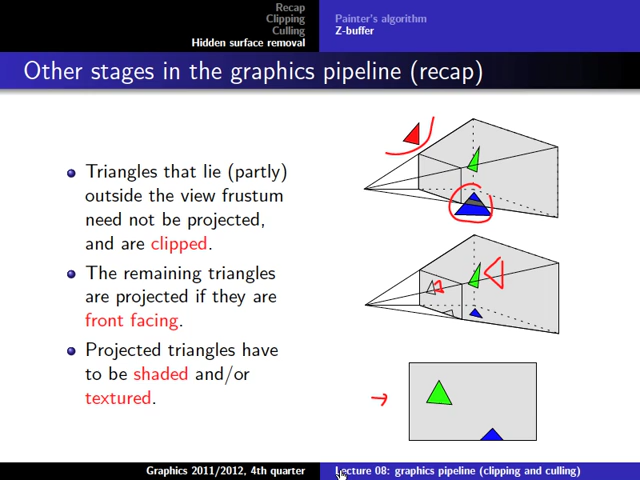 Recap
Clipping
Culling
Hidden surface removal
Painter's algorithm
Z-buffer
Other stages in the graphics pipeline (recap)
Triangles that lie (partly)
outside the view frustum
need not be projected,
and are clipped.
The remaining triangles
are projected if they are
front facing.
Projected triangles have
to be shaded and/or
textured.
Graphics 2011/2012, 4th quarter
Lecture 08: graphics pipeline (clipping and culling)